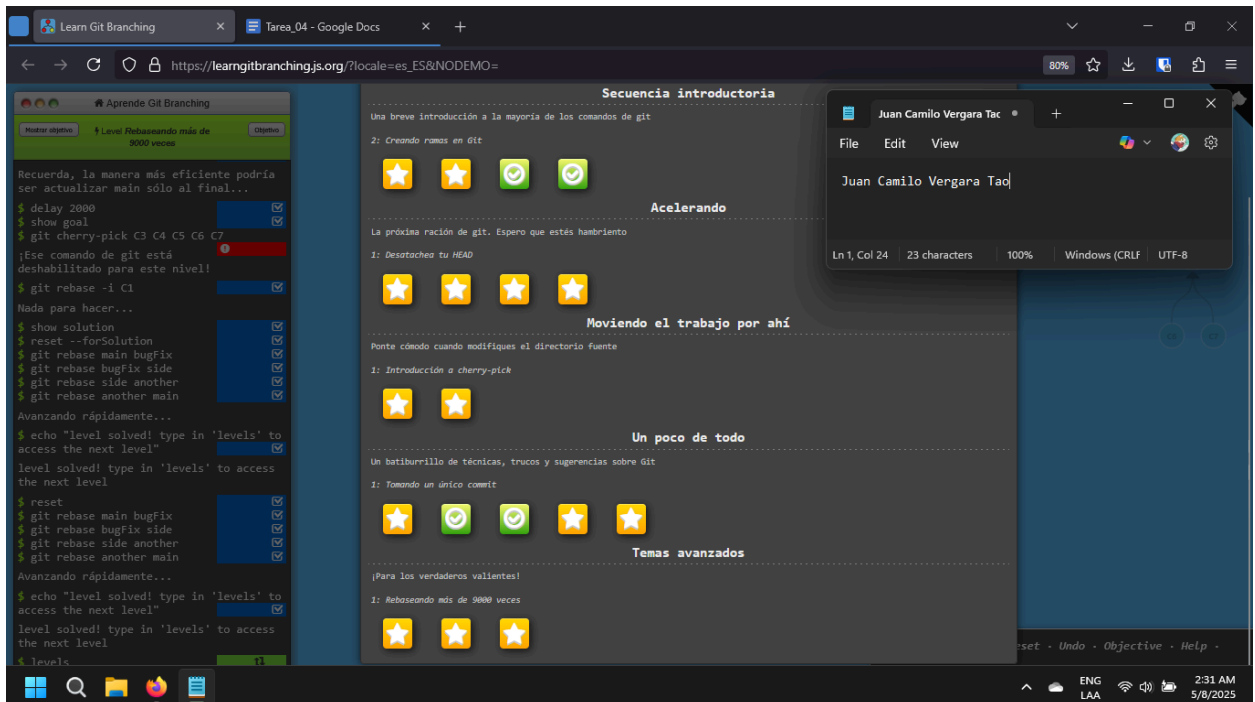 Learn Git Branching
Tarea_04 - Google Docs
https://learngitbranching.js.org/?locale=es_ES&NODEMO=
80%
Aprende Git Branching
Mostrar objetivo
Level Rebaseando más de 9000 veces
Objetivo
Recuerda, la manera más eficiente podría
ser actualizar main sólo al final...
$ delay 2000
$ show goal
$ git cherry-pick C3 C4 C5 C6 C7
¡Ese comando de git está
deshabilitado para este nivel!
$ git rebase -i C1
Nada para hacer...
$ show solution
$ reset --forSolution
$ git rebase main bugFix
$ git rebase bugFix side
$ git rebase side another
$ git rebase another main
Avanzando rápidamente...
$ echo "level solved! type in 'levels' to
access the next level"
level solved! type in 'levels' to access
the next level
$ reset
$ git rebase main bugFix
$ git rebase bugFix side
$ git rebase side another
$ git rebase another main
Avanzando rápidamente...
$ echo "level solved! type in 'levels' to
access the next level"
level solved! type in 'levels' to access
the next level
$ levels
Secuencia introductoria
Una breve introducción a la mayoría de los comandos de git
2: Creando ramas en Git
Acelerando
La próxima ración de git. Espero que estés hambriento
1: Desatachea tu HEAD
Moviendo el trabajo por ahí
Ponte cómodo cuando modifiques el directorio fuente
1: Introducción a cherry-pick
Un poco de todo
Un batiburrillo de técnicas, trucos y sugerencias sobre Git
1: Tomando un único commit
Temas avanzados
¡Para los verdaderos valientes!
1: Rebaseando más de 9000 veces
Juan Camilo Vergara Tac
File Edit View
Juan Camilo Vergara Tao
Ln 1, Col 24 23 characters 100% Windows (CRLF UTF-8
Undo · Objective · Help ·
ENG
LAA
2:31 AM
5/8/2025